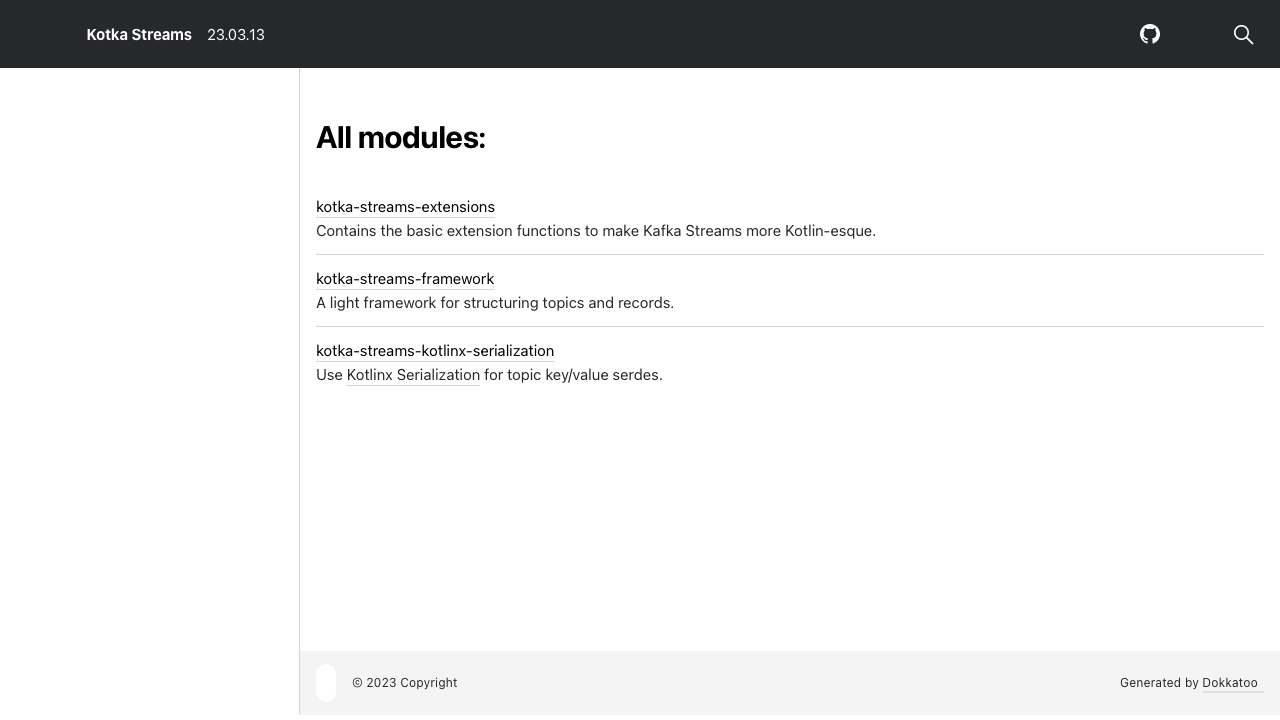 Kotka Streams 23.03.13
All modules:
kotka-streams-extensions
Contains the basic extension functions to make Kafka Streams more Kotlin-esque.
kotka-streams-framework
A light framework for structuring topics and records.
kotka-streams-kotlinx-serialization
Use Kotlinx Serialization for topic key/value serdes.
© 2023 Copyright Generated by Dokkatoo